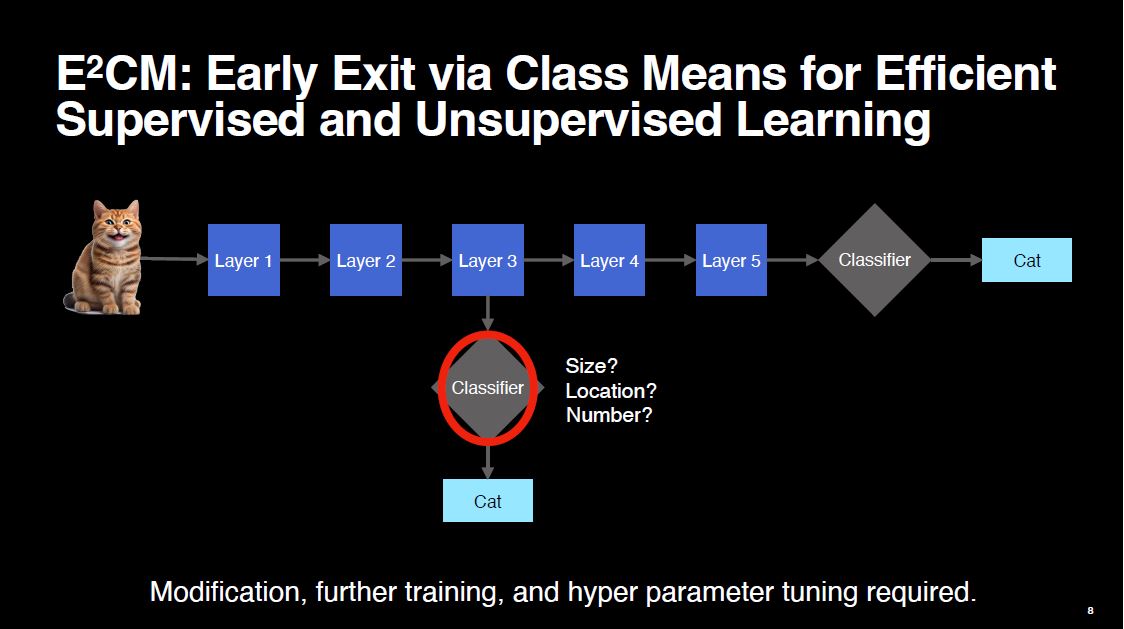 E²CM: Early Exit via Class Means for Efficient
Supervised and Unsupervised Learning
Layer 1
Layer 2
Layer 3
Layer 4
Layer 5
Classifier
Cat
Classifier
Size?
Location?
Number?
Cat
Modification, further training, and hyper parameter tuning required.
8